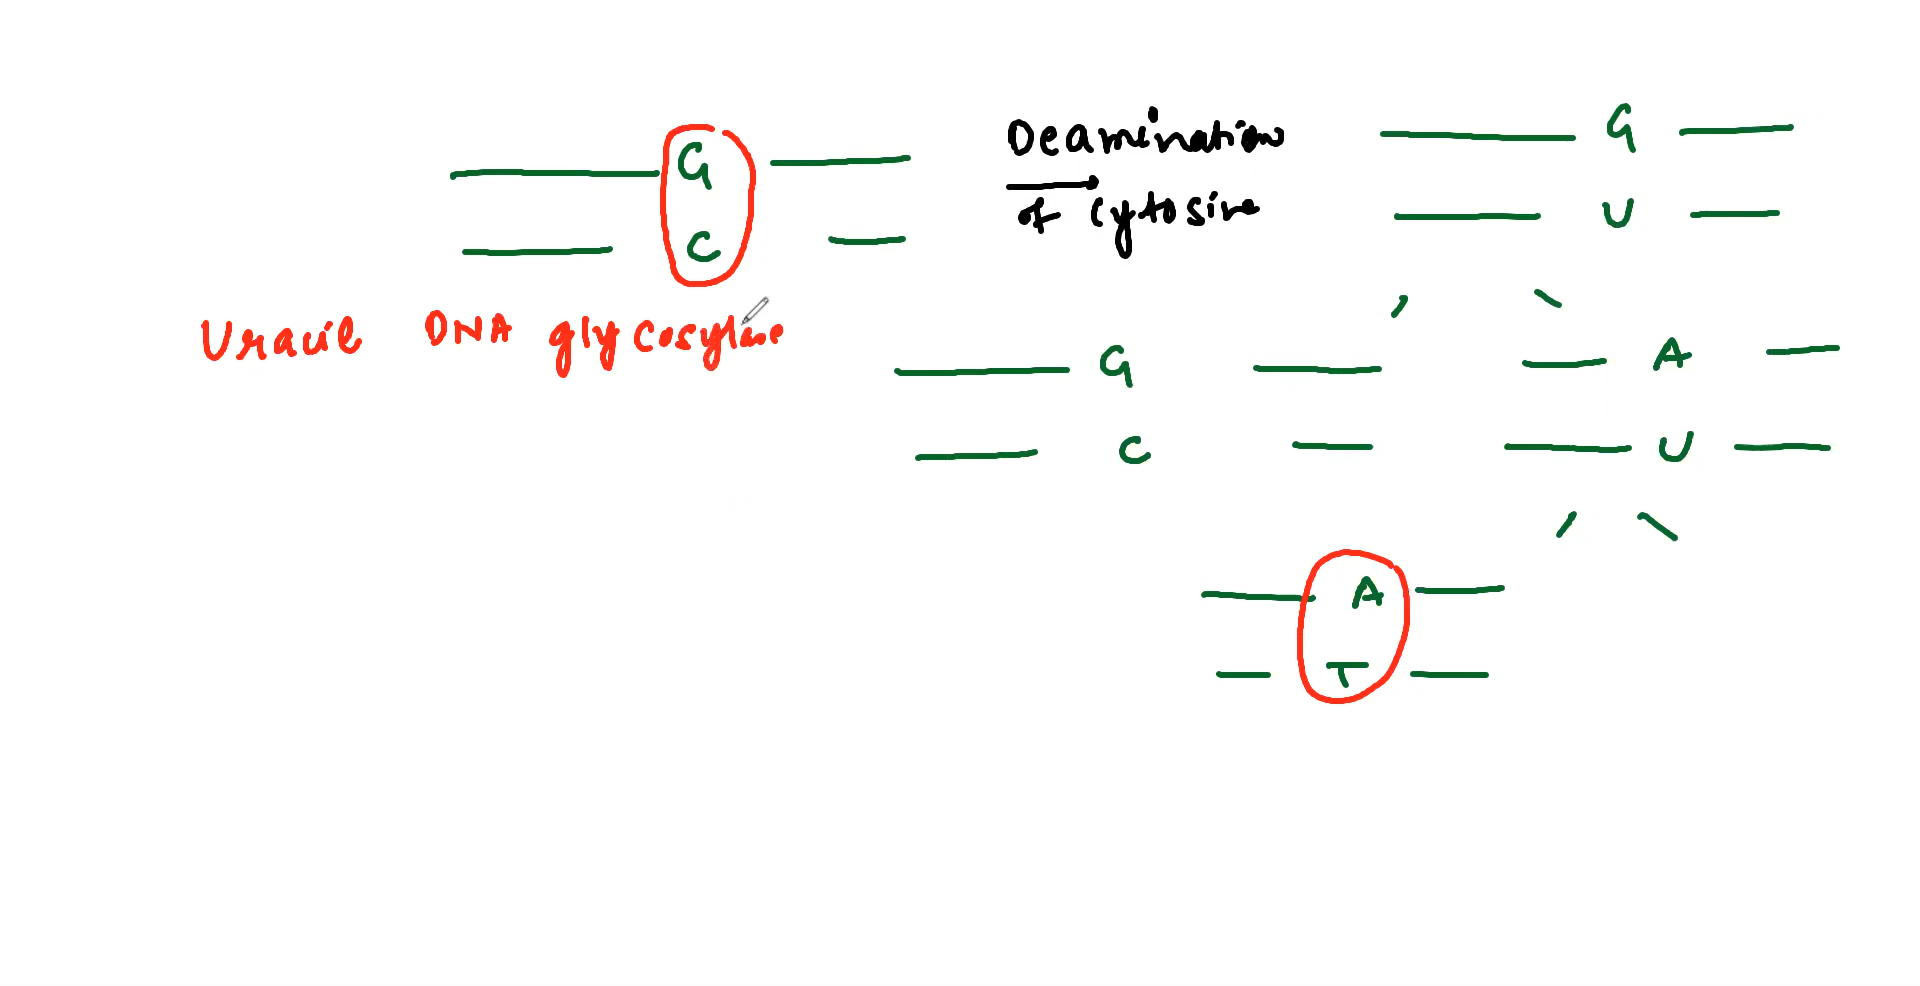 G
C
Deamination
of Cytosine
G
U
Uracil DNA glycosylase
G
C
A
U
A
T